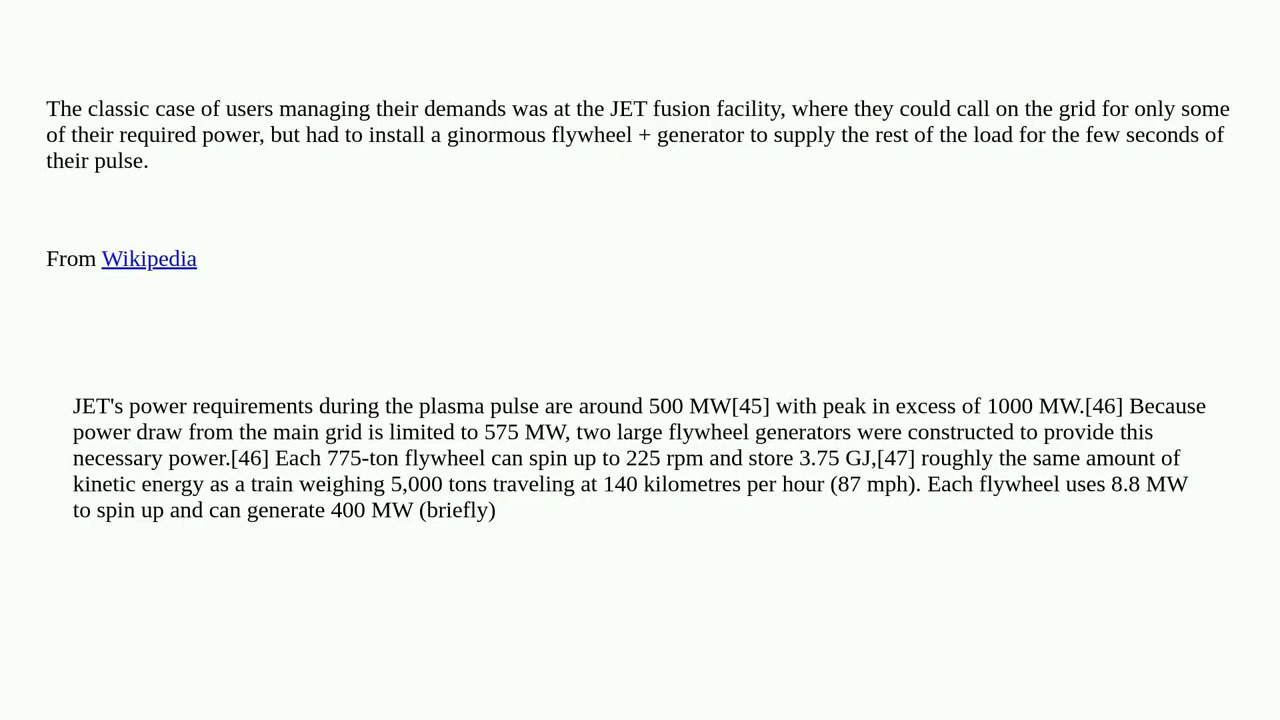 The classic case of users managing their demands was at the JET fusion facility, where they could call on the grid for only some
of their required power, but had to install a ginormous flywheel + generator to supply the rest of the load for the few seconds of
their pulse.
From Wikipedia
JET's power requirements during the plasma pulse are around 500 MW[45] with peak in excess of 1000 MW.[46] Because
power draw from the main grid is limited to 575 MW, two large flywheel generators were constructed to provide this
necessary power.[46] Each 775-ton flywheel can spin up to 225 rpm and store 3.75 GJ,[47] roughly the same amount of
kinetic energy as a train weighing 5,000 tons traveling at 140 kilometres per hour (87 mph). Each flywheel uses 8.8 MW
to spin up and can generate 400 MW (briefly)